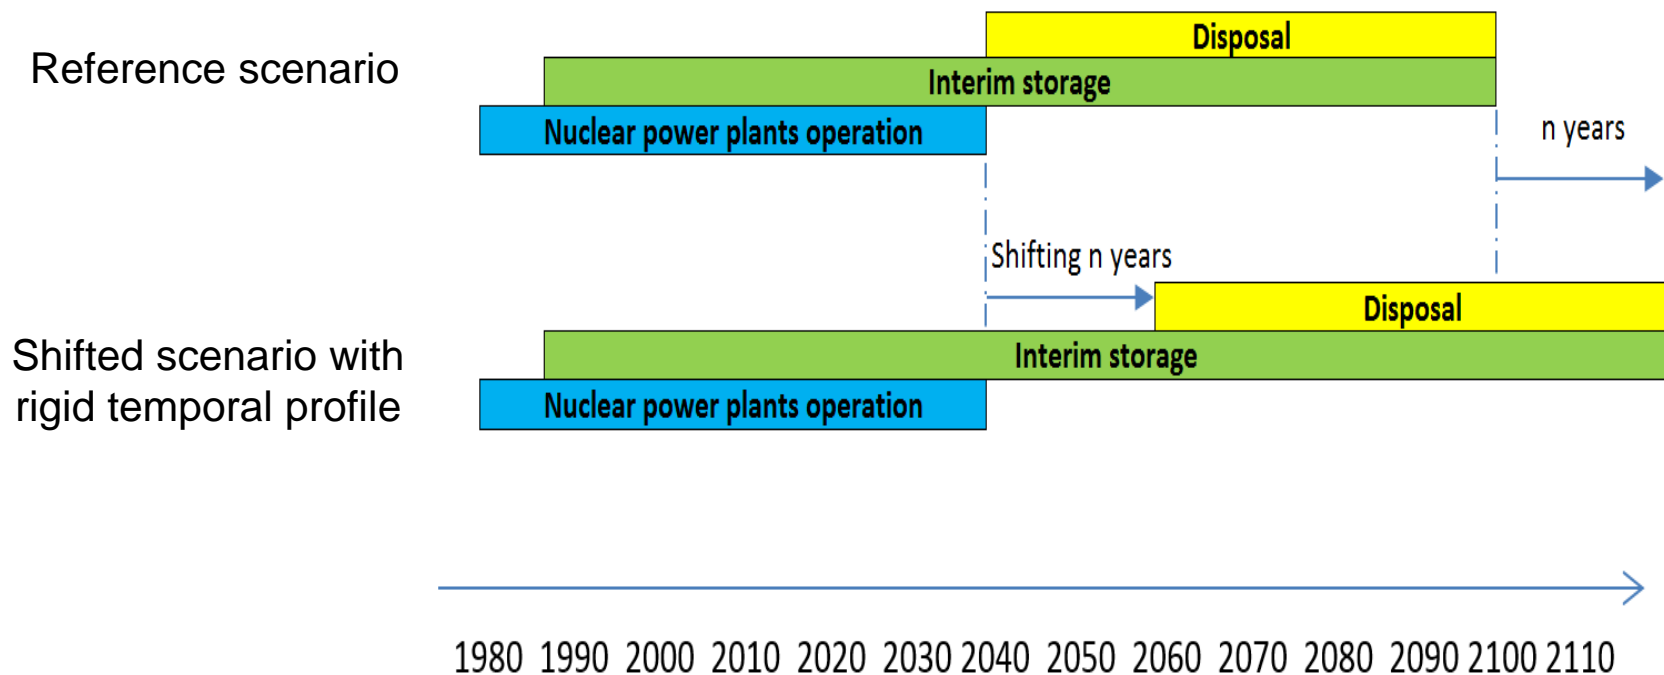 Reference scenario
Disposal
Interim storage
Nuclear power plants operation
n years
Shifting n years
Shifted scenario with
rigid temporal profile
Disposal
Interim storage
Nuclear power plants operation
1980 1990 2000 2010 2020 2030 2040 2050 2060 2070 2080 2090 2100 2110